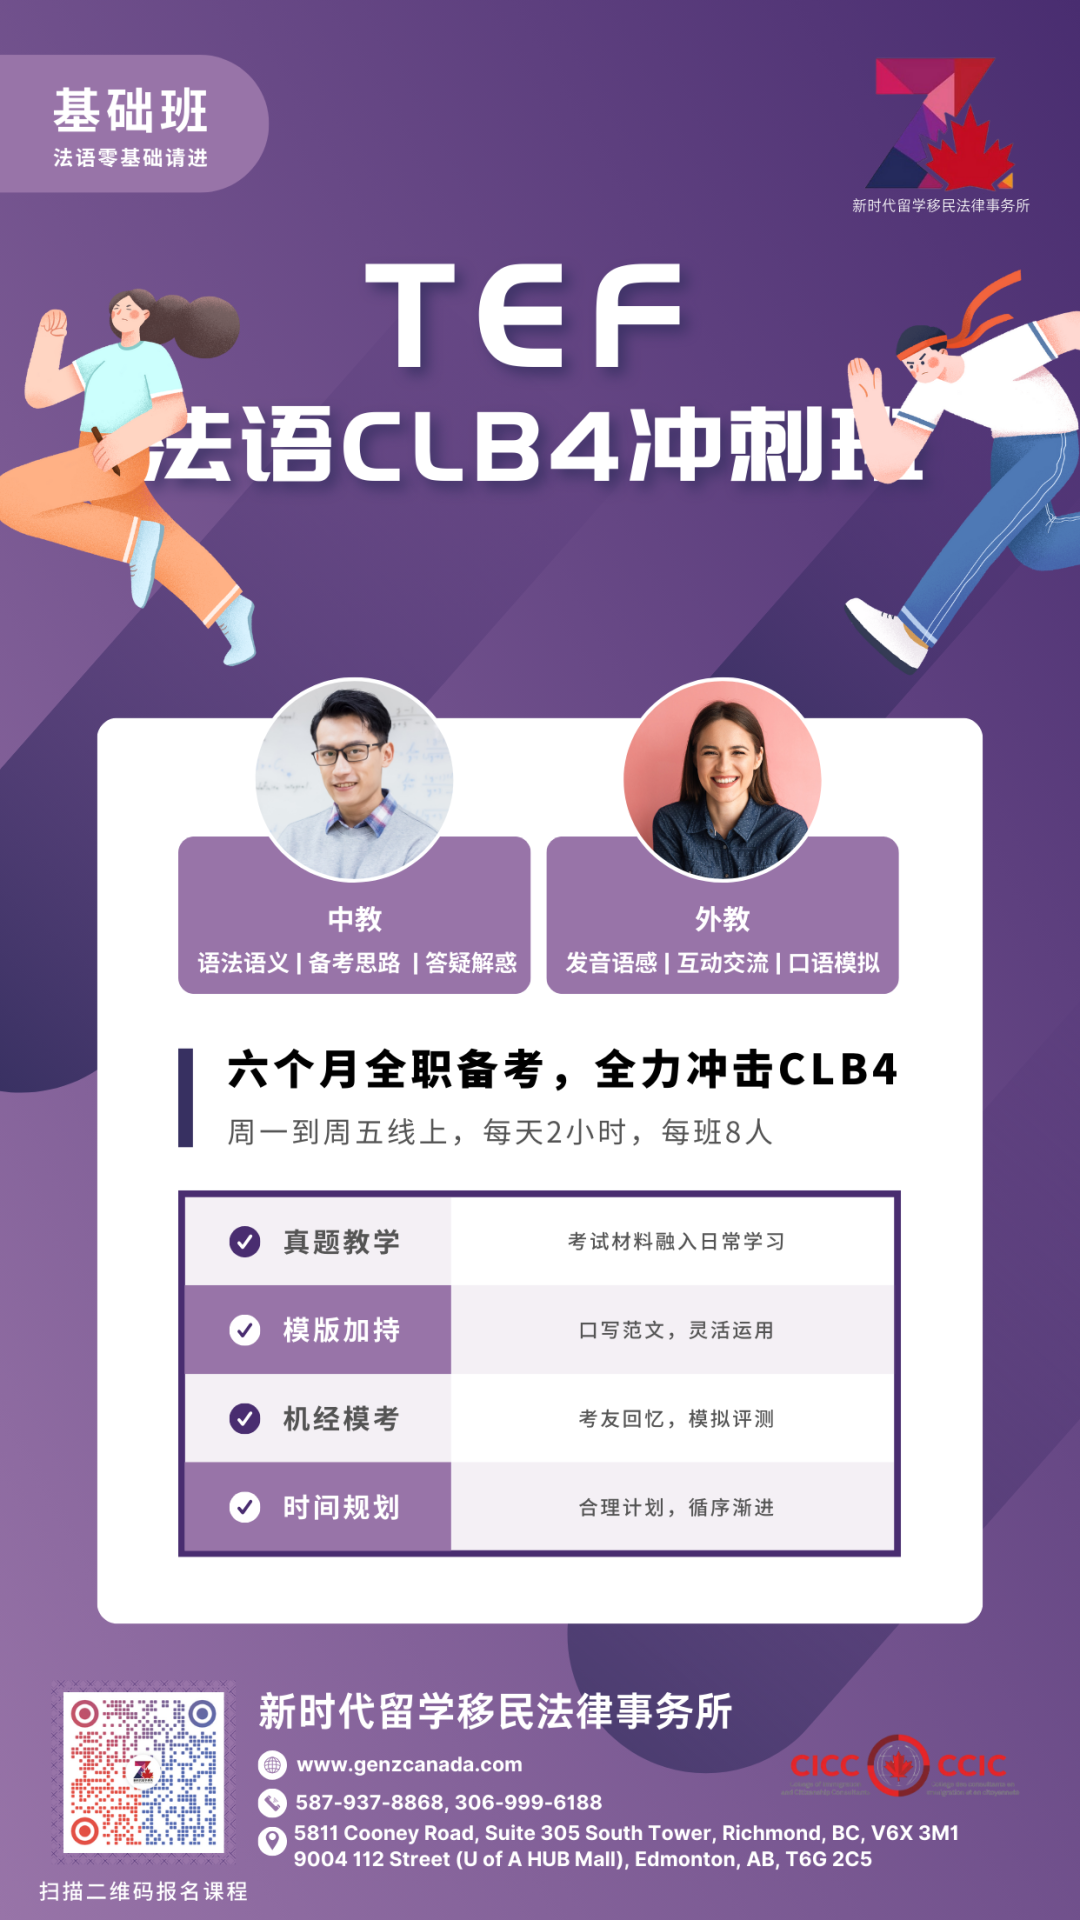 基础班
法语零基础请进
新时代留学移民法律事务所
TEF
法语CLB4冲刺班
中教
语法语义 | 备考思路 | 答疑解惑
外教
发音语感 | 互动交流 | 口语模拟
六个月全职备考，全力冲击CLB4
周一到周五线上，每天2小时，每班8人
真题教学
考试材料融入日常学习
模版加持
口写范文，灵活运用
机经模考
考友回忆，模拟评测
时间规划
合理计划，循序渐进
新时代留学移民法律事务所
www.genzcanada.com
587-937-8868, 306-999-6188
5811 Cooney Road, Suite 305 South Tower, Richmond, BC, V6X 3M1
9004 112 Street (U of A HUB Mall), Edmonton, AB, T6G 2C5
扫描二维码报名课程
CICC CCIC